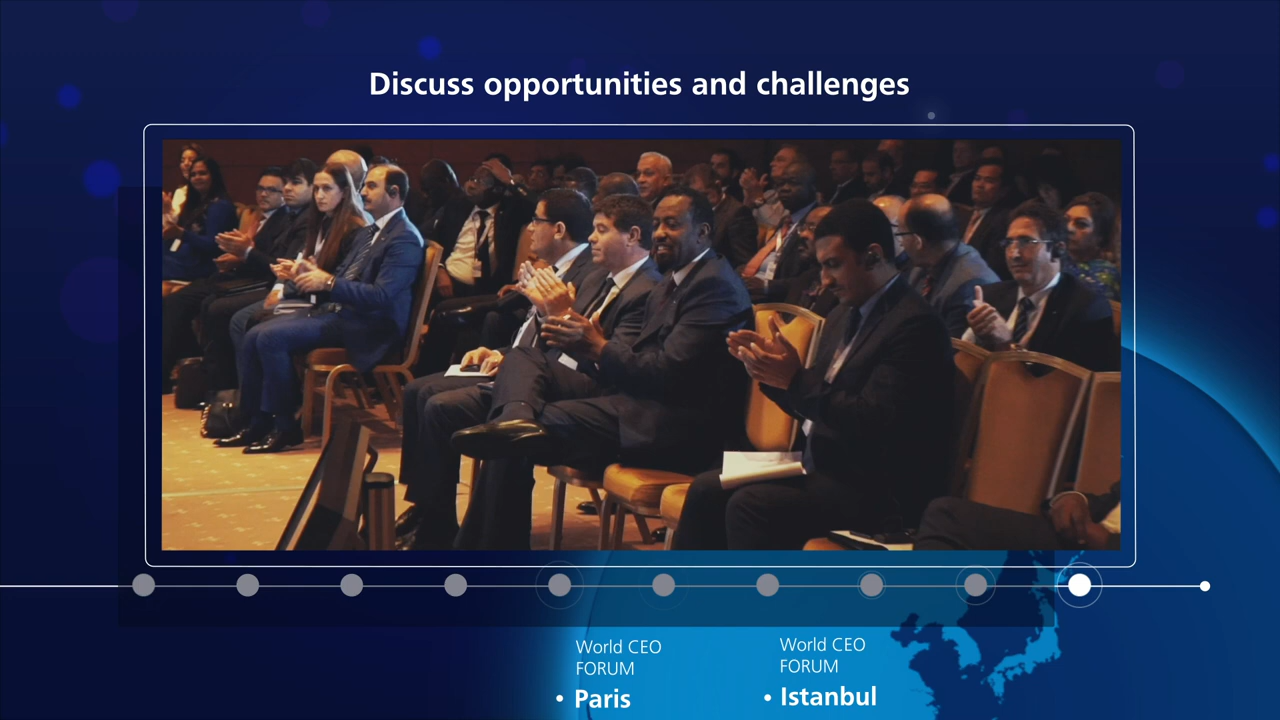 Discuss opportunities and challenges
World CEO
FORUM
• Paris
World CEO
FORUM
• Istanbul